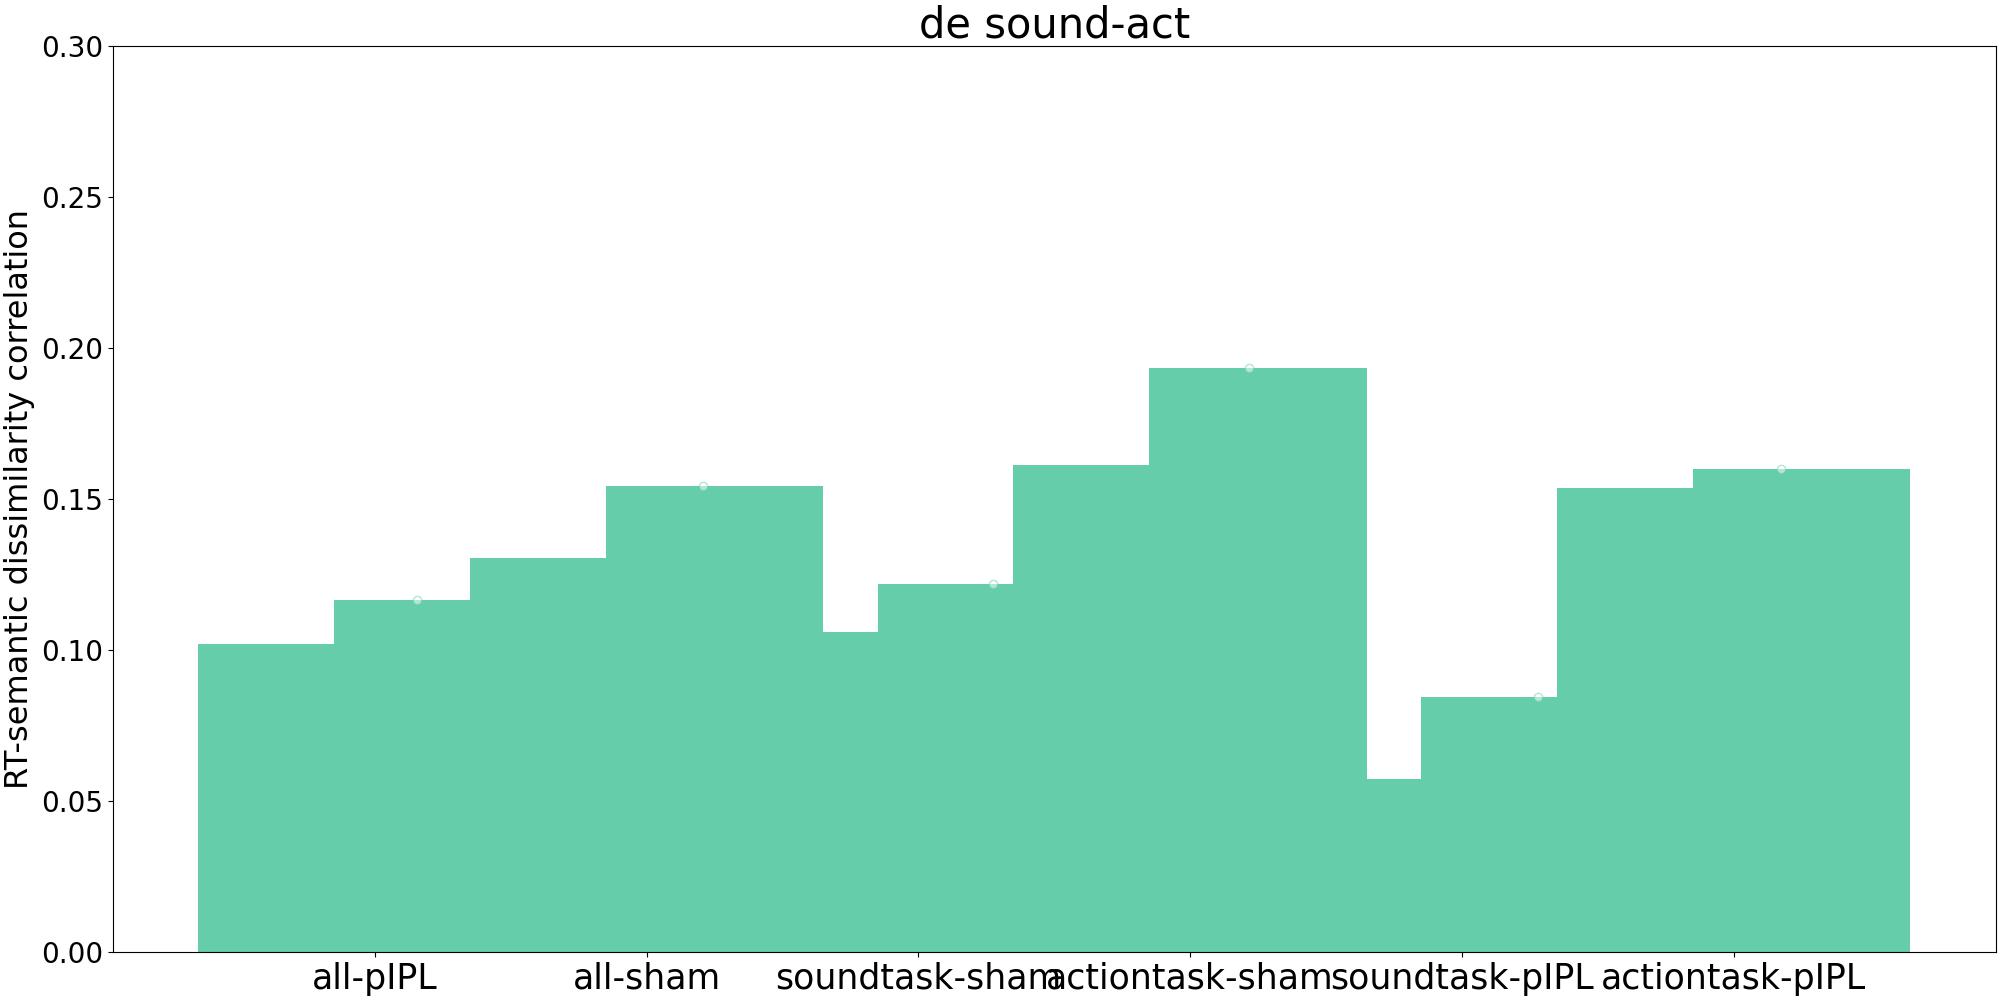 de sound-act
RT-semantic dissimilarity correlation
0.30
0.25
0.20
0.15
0.10
0.05
0.00
all-pIPL
all-sham
soundtask-sham
actiontask-sham
soundtask-pIPL
actiontask-pIPL